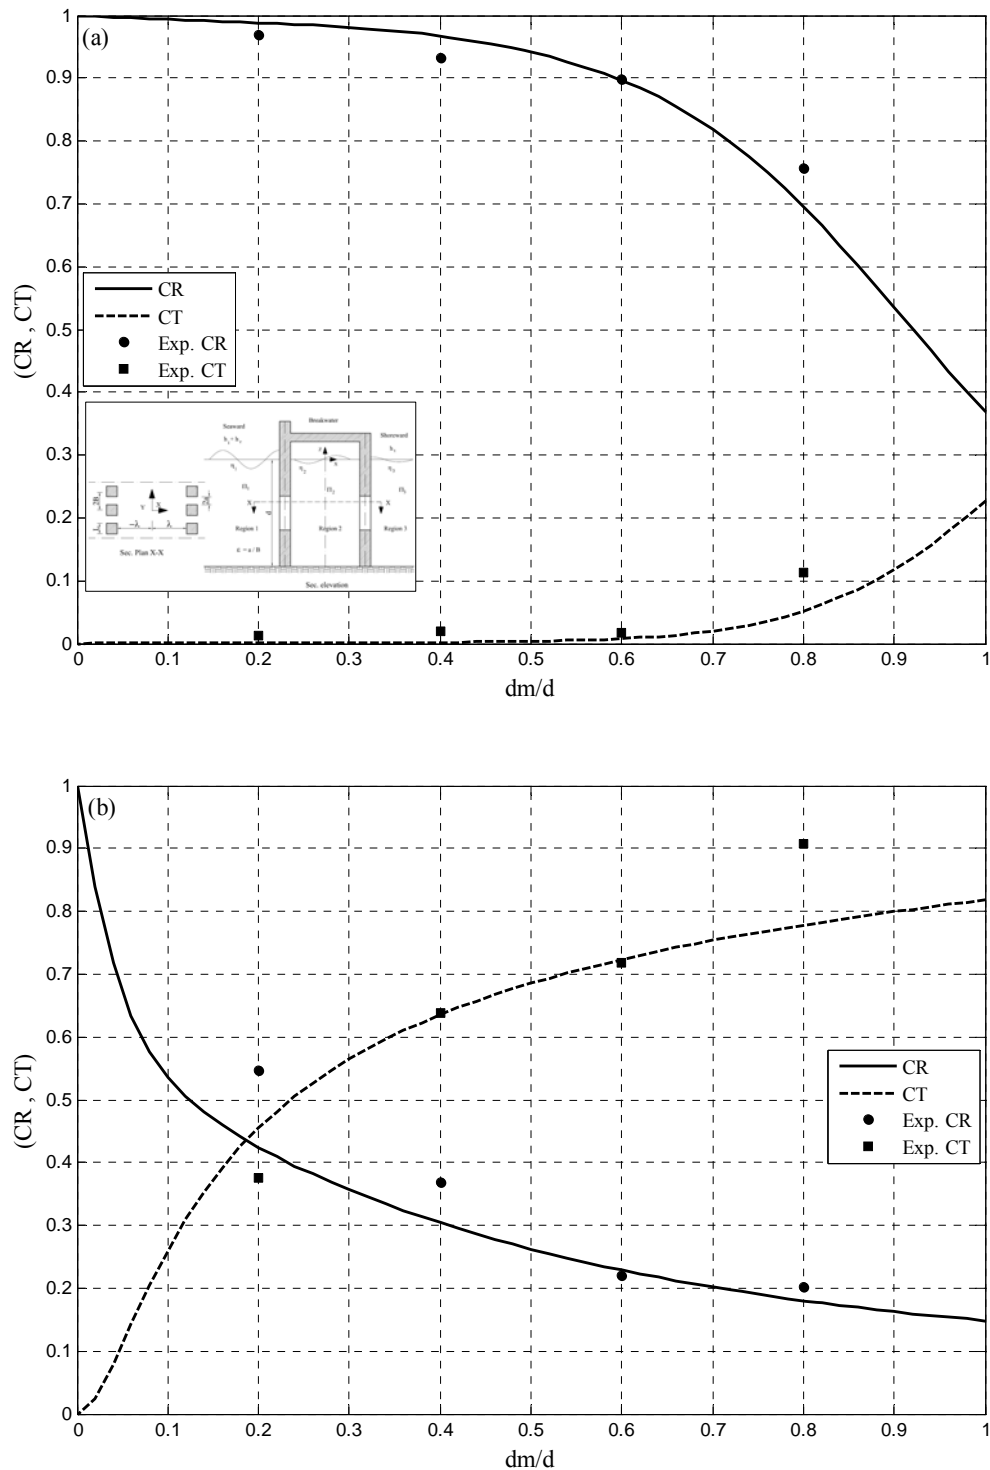 (a)
1
0.9
0.8
0.7
0.6
0.5
0.4
0.3
0.2
0.1
0
(CR , CT)
CR
CT
Exp. CR
Exp. CT
Seaward
Breakwater
Shoreward
Region 1
Region 2
Region 3
ε = a / B
Sec. Plan X-X
Sec. elevation
0 0.1 0.2 0.3 0.4 0.5 0.6 0.7 0.8 0.9 1
dm/d
(b)
1
0.9
0.8
0.7
0.6
0.5
0.4
0.3
0.2
0.1
0
(CR , CT)
CR
CT
Exp. CR
Exp. CT
0 0.1 0.2 0.3 0.4 0.5 0.6 0.7 0.8 0.9 1
dm/d